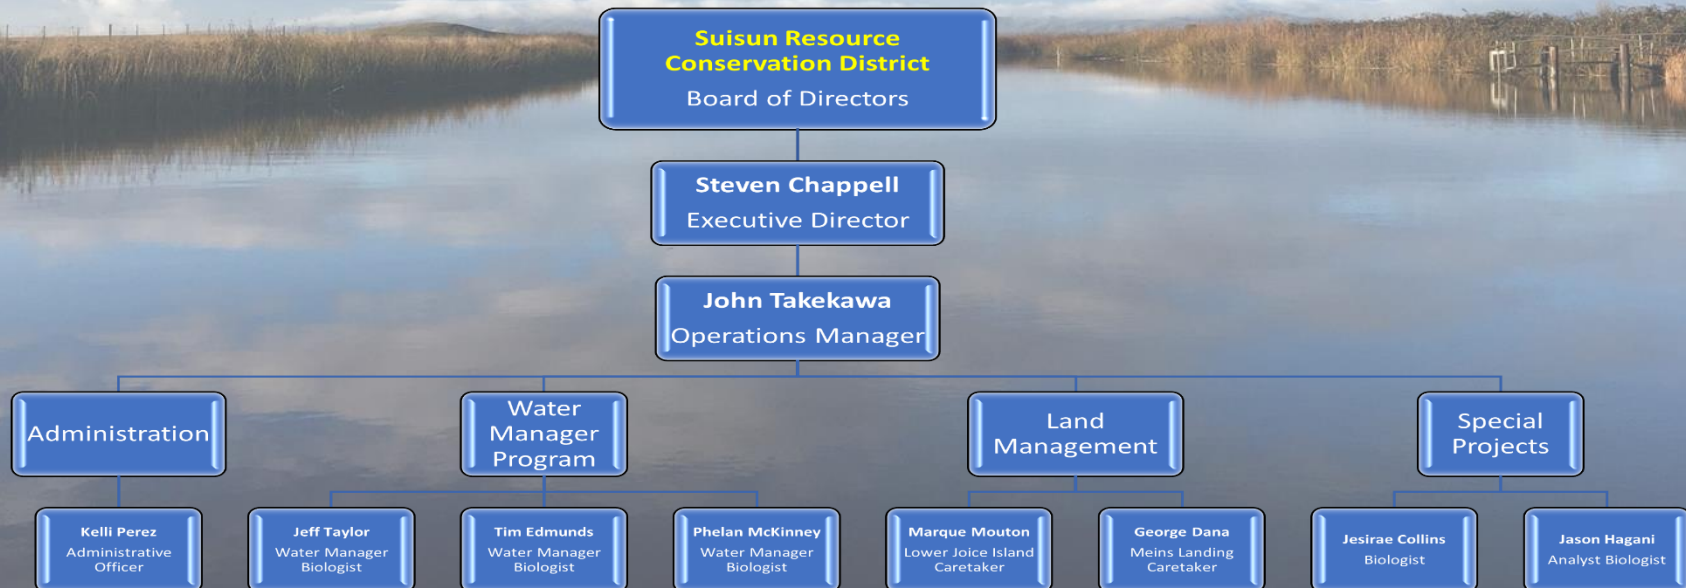 Suisun Resource
Conservation District
Board of Directors
Steven Chappell
Executive Director
John Takekawa
Operations Manager
Administration
Water
Manager
Program
Land
Management
Special
Projects
Kelli Perez
Administrative
Officer
Jeff Taylor
Water Manager
Biologist
Tim Edmunds
Water Manager
Biologist
Phelan McKinney
Water Manager
Biologist
Marque Mouton
Lower Joice Island
Caretaker
George Dana
Meins Landing
Caretaker
Jesirae Collins
Biologist
Jason Hagani
Analyst Biologist